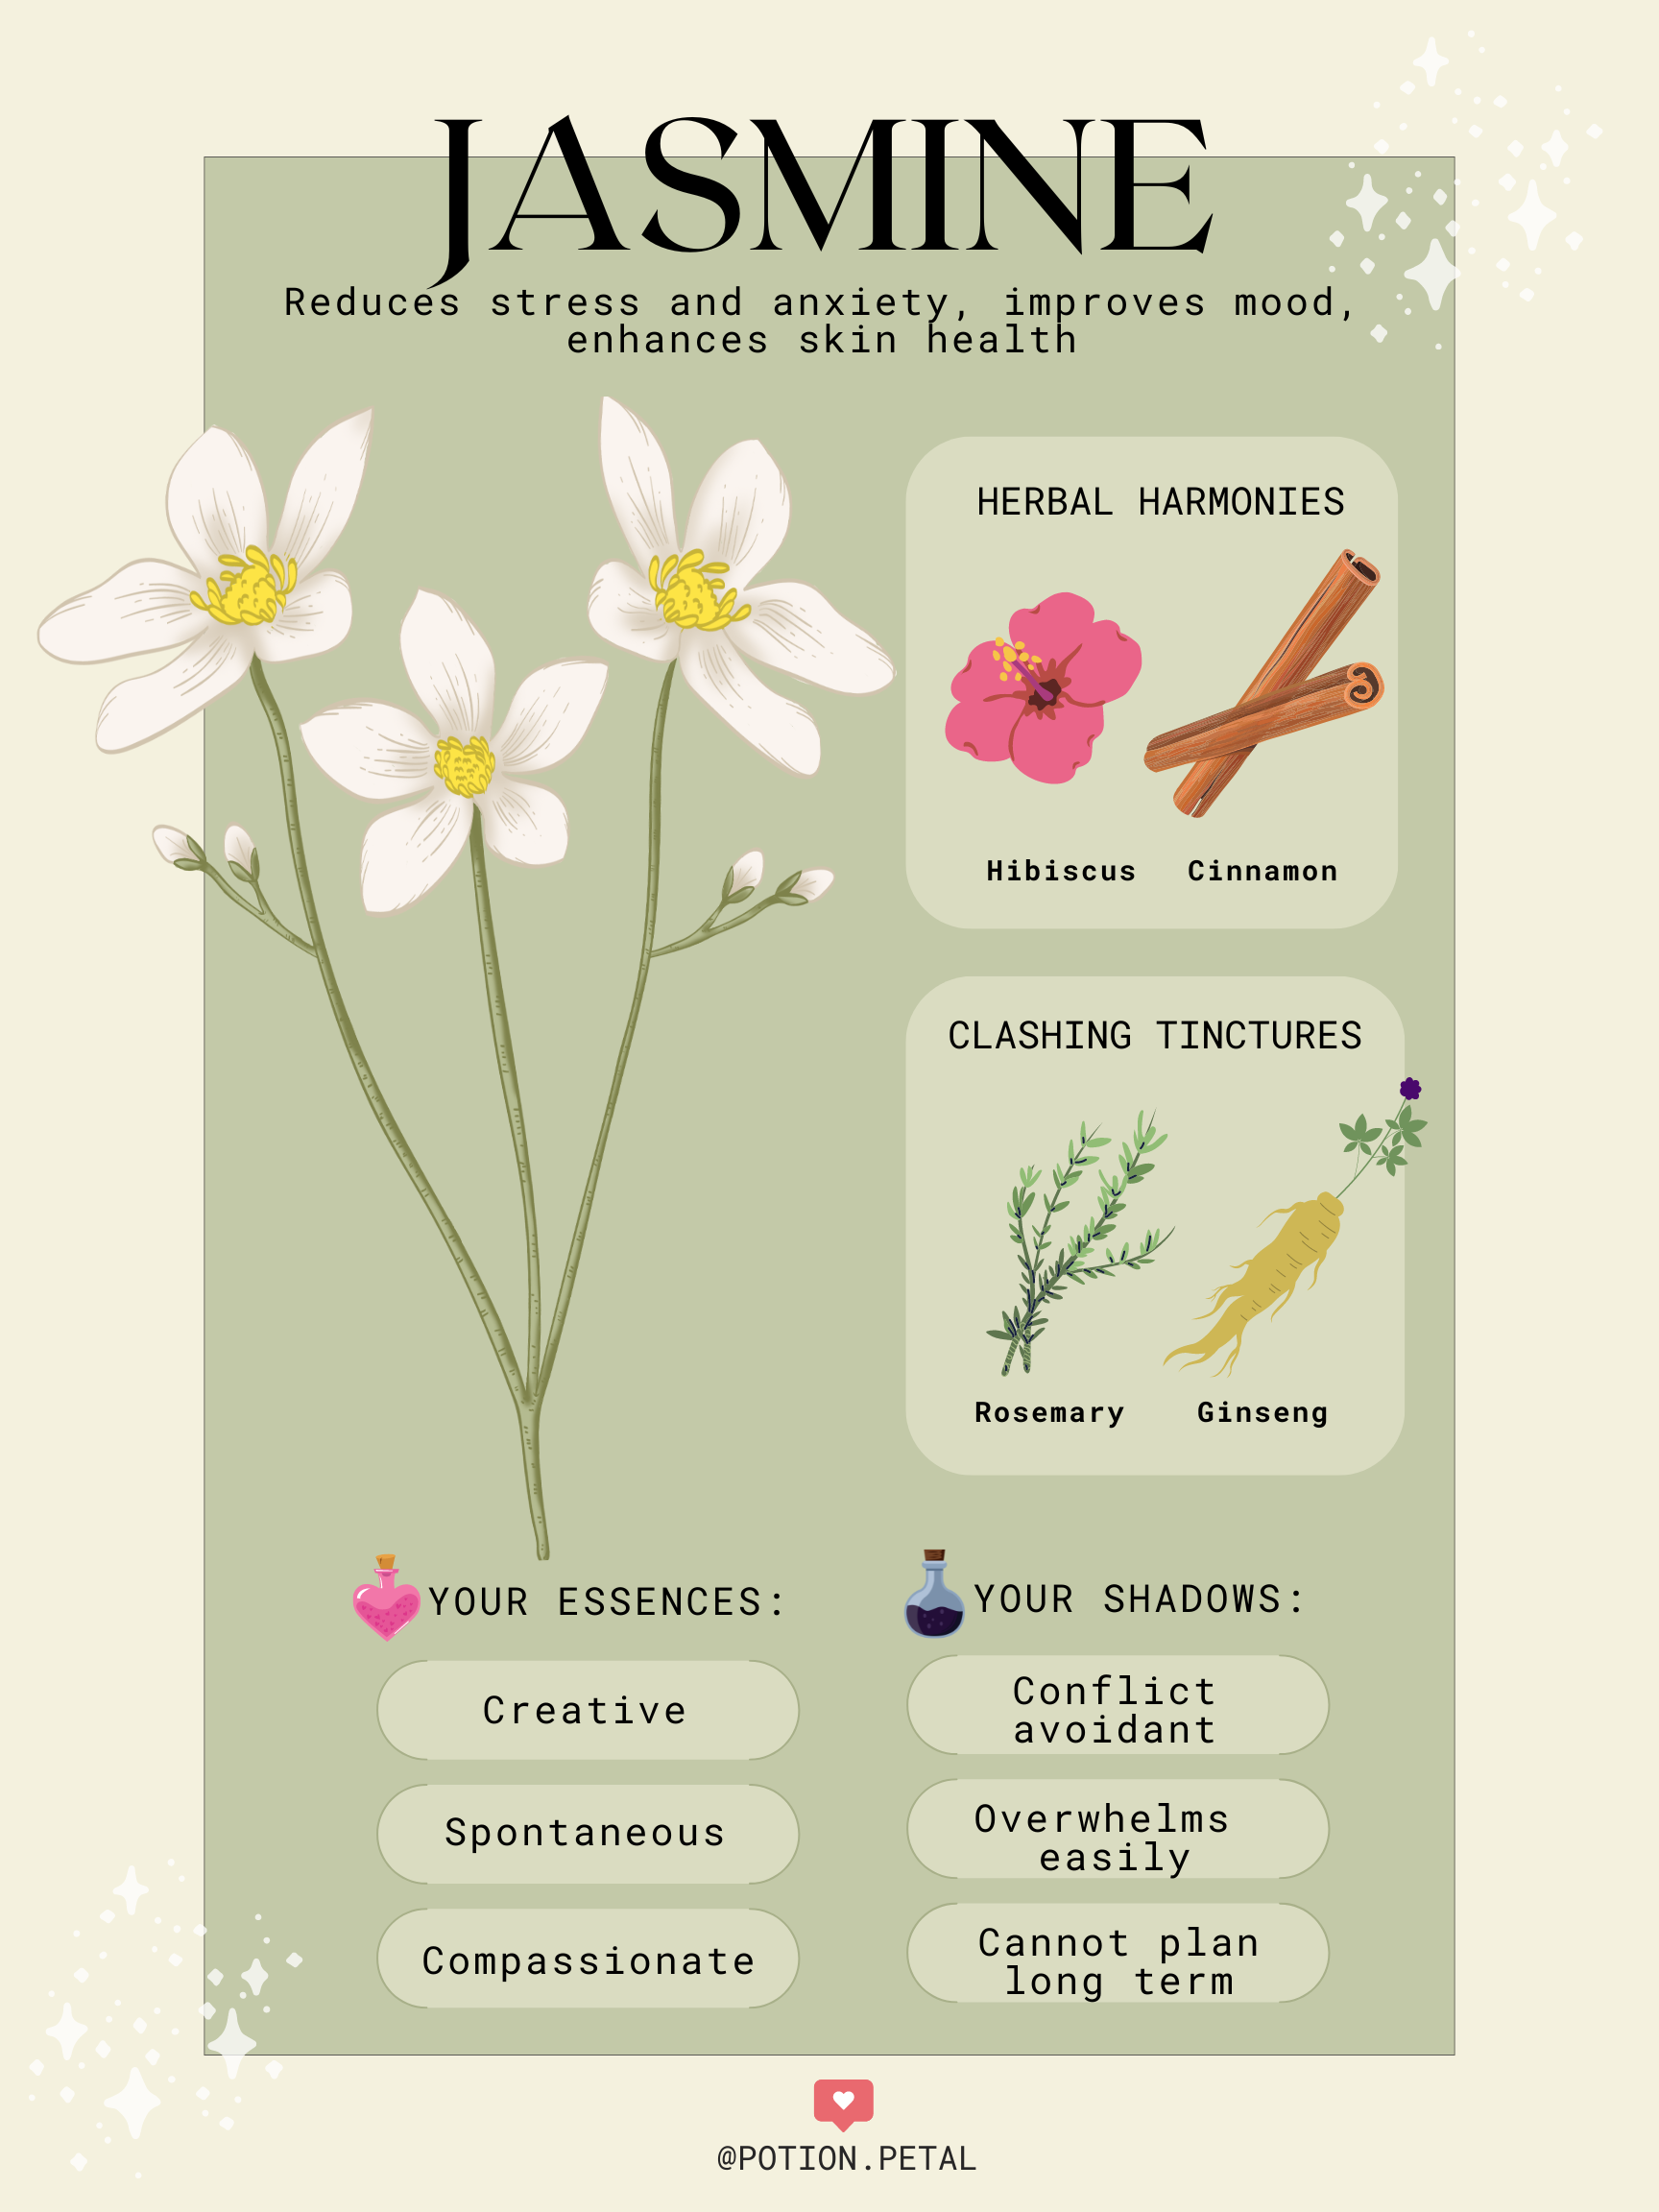 JASMINE
Reduces stress and anxiety, improves mood,
enhances skin health
HERBAL HARMONIES
Hibiscus Cinnamon
CLASHING TINCTURES
Rosemary Ginseng
YOUR ESSENCES:
Creative
Spontaneous
Compassionate
YOUR SHADOWS:
Conflict
avoidant
Overwhelms
easily
Cannot plan
long term
@POTION.PETAL